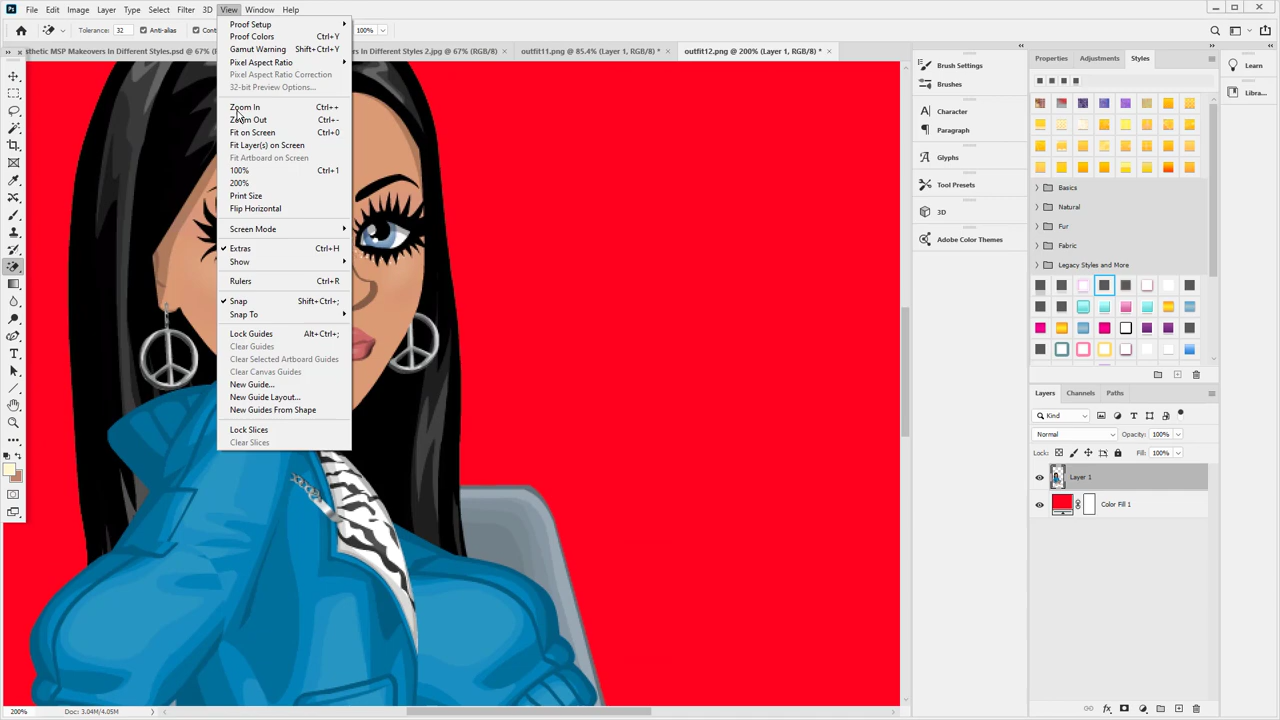 Ps File Edit Image Layer Type Select Filter 3D View Window Help
Tolerance: 32 Anti-alias 100%
MSP Makeovers In Different Styles.psd @ 67%
In Different Styles 2.jpg @ 67% (RGB/8) ×
outfit11.png @ 85.4% (Layer 1, RGB/8) * ×
outfit12.png @ 200% (Layer 1, RGB/8) * ×
Proof Setup
Proof Colors Ctrl+Y
Gamut Warning Shift+Ctrl+Y
Pixel Aspect Ratio
Pixel Aspect Ratio Correction
32-bit Preview Options...
Zoom In Ctrl++
Zoom Out Ctrl+-
Fit on Screen Ctrl+0
Fit Layer(s) on Screen
Fit Artboard on Screen
100% Ctrl+1
200%
Print Size
Flip Horizontal
Screen Mode
Extras Ctrl+H
Show
Rulers Ctrl+R
Snap Shift+Ctrl+;
Snap To
Lock Guides Alt+Ctrl+;
Clear Guides
Clear Selected Artboard Guides
Clear Canvas Guides
New Guide...
New Guide Layout...
New Guides From Shape
Lock Slices
Clear Slices
Brush Settings
Brushes
Character
Paragraph
Glyphs
Tool Presets
3D
Adobe Color Themes
Properties Adjustments Styles
Basics
Natural
Fur
Fabric
Legacy Styles and More
Learn
Libra...
Layers Channels Paths
Kind
Normal Opacity: 100%
Lock: Fill: 100%
Layer 1
Color Fill 1
200% Doc: 3.04M/4.05M